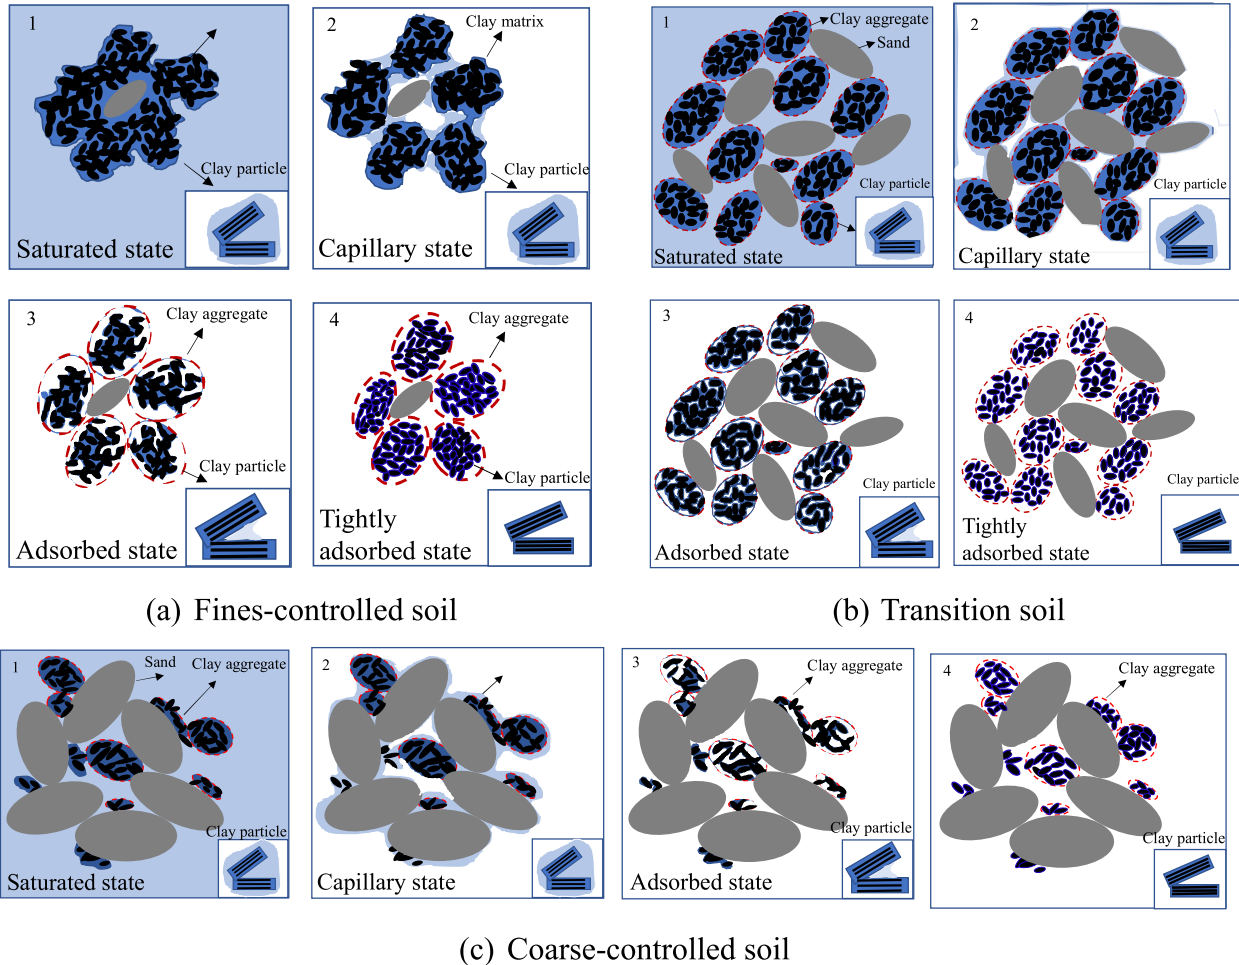 1
Clay particle
Saturated state
2
Clay matrix
Clay particle
Capillary state
3
Clay aggregate
Clay particle
Adsorbed state
4
Clay aggregate
Clay particle
Tightly
adsorbed state
(a) Fines-controlled soil
1
Clay aggregate
Sand
Clay particle
Saturated state
2
Clay particle
Capillary state
3
Clay particle
Adsorbed state
4
Clay particle
Tightly
adsorbed state
(b) Transition soil
1
Sand
Clay aggregate
Clay particle
Saturated state
2
Capillary state
3
Clay aggregate
Clay particle
Adsorbed state
4
Clay aggregate
Clay particle
(c) Coarse-controlled soil